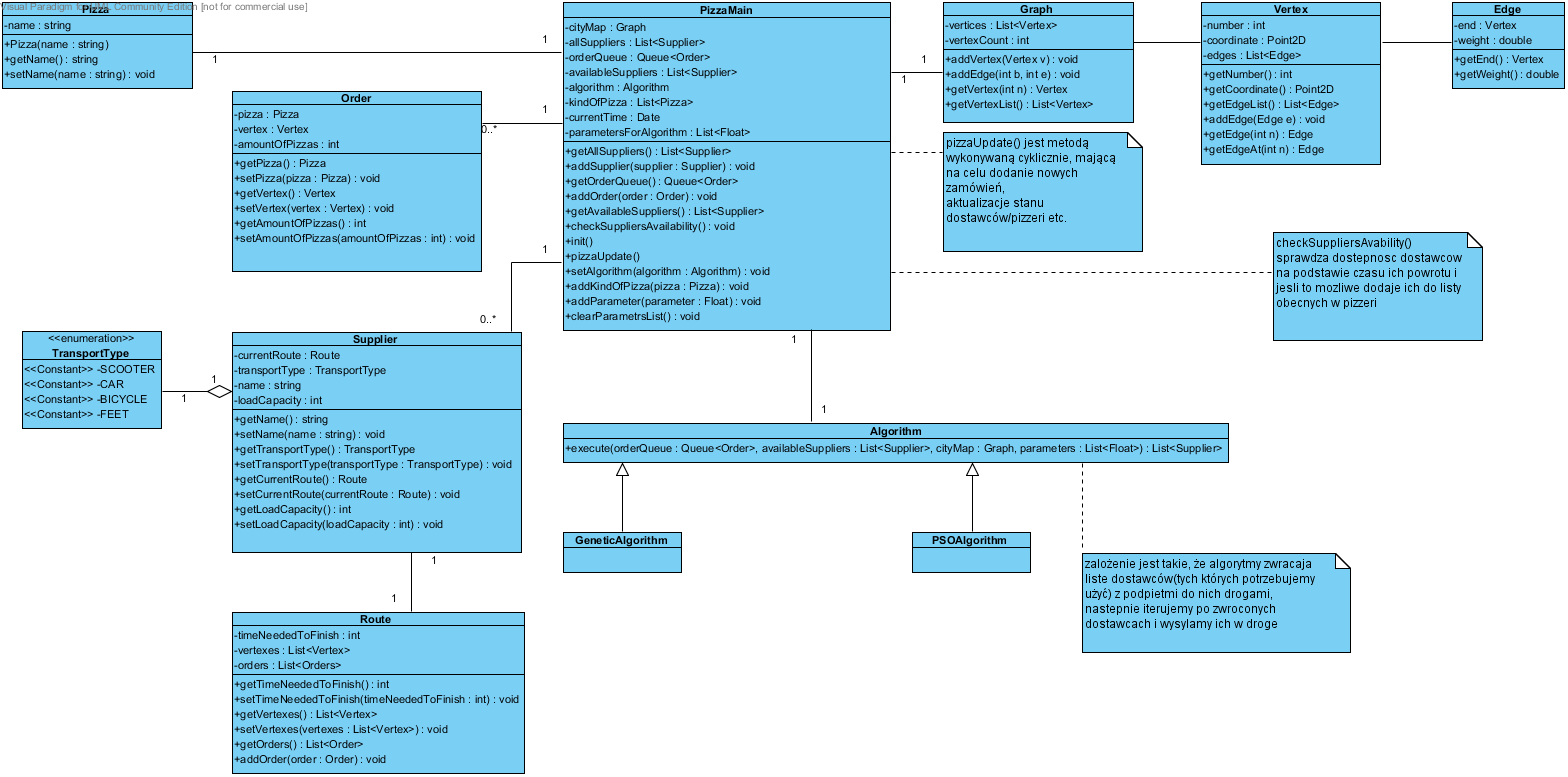 Visual Paradigm for UML Community Edition [not for commercial use]
Pizza
-name : string
+Pizza(name : string)
+getName() : string
+setName(name : string) : void
1
1
Order
-pizza : Pizza
-vertex : Vertex
-amountOfPizzas : int
+getPizza() : Pizza
+setPizza(pizza : Pizza) : void
+getVertex() : Vertex
+setVertex(vertex : Vertex) : void
+getAmountOfPizzas() : int
+setAmountOfPizzas(amountOfPizzas : int) : void
0..*
1
PizzaMain
-cityMap : Graph
-allSuppliers : List<Supplier>
-orderQueue : Queue<Order>
-availableSuppliers : List<Supplier>
-algorithm : Algorithm
-kindOfPizza : List<Pizza>
-currentTime : Date
-parametersForAlgorithm : List<Float>
+getAllSuppliers() : List<Supplier>
+addSupplier(supplier : Supplier) : void
+getOrderQueue() : Queue<Order>
+addOrder(order : Order) : void
+getAvailableSuppliers() : List<Supplier>
+checkSuppliersAvailability() : void
+init()
+pizzaUpdate()
+setAlgorithm(algorithm : Algorithm) : void
+addKindOfPizza(pizza : Pizza) : void
+addParameter(parameter : Float) : void
+clearParametrsList() : void
1
1
Graph
-vertices : List<Vertex>
-vertexCount : int
+addVertex(Vertex v) : void
+addEdge(int b, int e) : void
+getVertex(int n) : Vertex
+getVertexList() : List<Vertex>
Vertex
-number : int
-coordinate : Point2D
-edges : List<Edge>
+getNumber() : int
+getCoordinate() : Point2D
+getEdgeList() : List<Edge>
+addEdge(Edge e) : void
+getEdge(int n) : Edge
+getEdgeAt(int n) : Edge
Edge
-end : Vertex
-weight : double
+getEnd() : Vertex
+getWeight() : double
pizzaUpdate() jest metodą
wykonywaną cyklicznie, mającą
na celu dodanie nowych
zamówień,
aktualizacje stanu
dostawców/pizzeri etc.
checkSuppliersAvability()
sprawdza dostepnosc dostawcow
na podstawie czasu ich powrotu i
jesli to mozliwe dodaje ich do listy
obecnych w pizzeri
1
0..*
<<enumeration>>
TransportType
<<Constant>> -SCOOTER
<<Constant>> -CAR
<<Constant>> -BICYCLE
<<Constant>> -FEET
1
1
Supplier
-currentRoute : Route
-transportType : TransportType
-name : string
-loadCapacity : int
+getName() : string
+setName(name : string) : void
+getTransportType() : TransportType
+setTransportType(transportType : TransportType) : void
+getCurrentRoute() : Route
+setCurrentRoute(currentRoute : Route) : void
+getLoadCapacity() : int
+setLoadCapacity(loadCapacity : int) : void
1
1
1
1
Algorithm
+execute(orderQueue : Queue<Order>, availableSuppliers : List<Supplier>, cityMap : Graph, parameters : List<Float>) : List<Supplier>
GeneticAlgorithm
PSOAlgorithm
założenie jest takie, że algorytmy zwracaja
liste dostawców(tych których potrzebujemy
użyć) z podpietmi do nich drogami,
nastepnie iterujemy po zwroconych
dostawcach i wysylamy ich w droge
Route
-timeNeededToFinish : int
-vertexes : List<Vertex>
-orders : List<Orders>
+getTimeNeededToFinish() : int
+setTimeNeededToFinish(timeNeededToFinish : int) : void
+getVertexes() : List<Vertex>
+setVertexes(vertexes : List<Vertex>) : void
+getOrders() : List<Order>
+addOrder(order : Order) : void